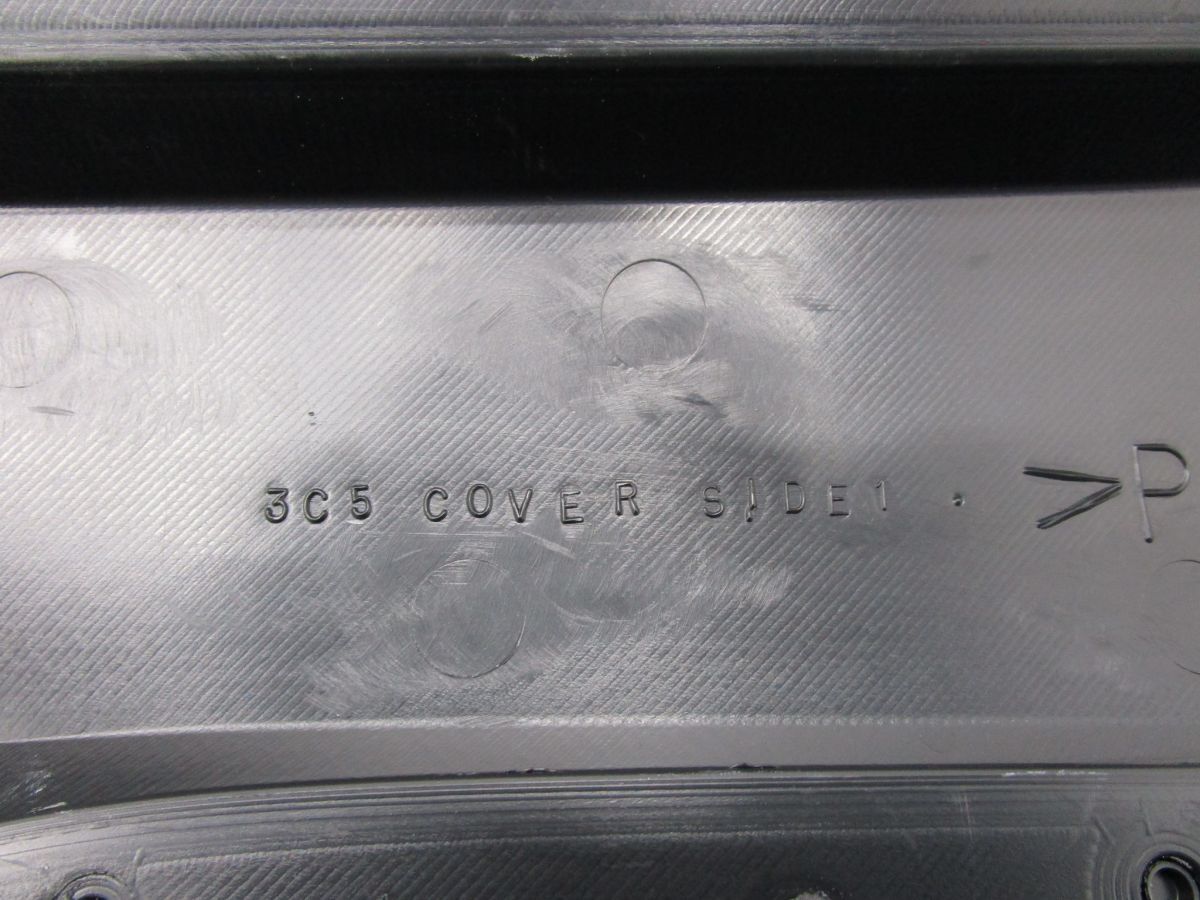 3C5 COVER SIDE1 . >P